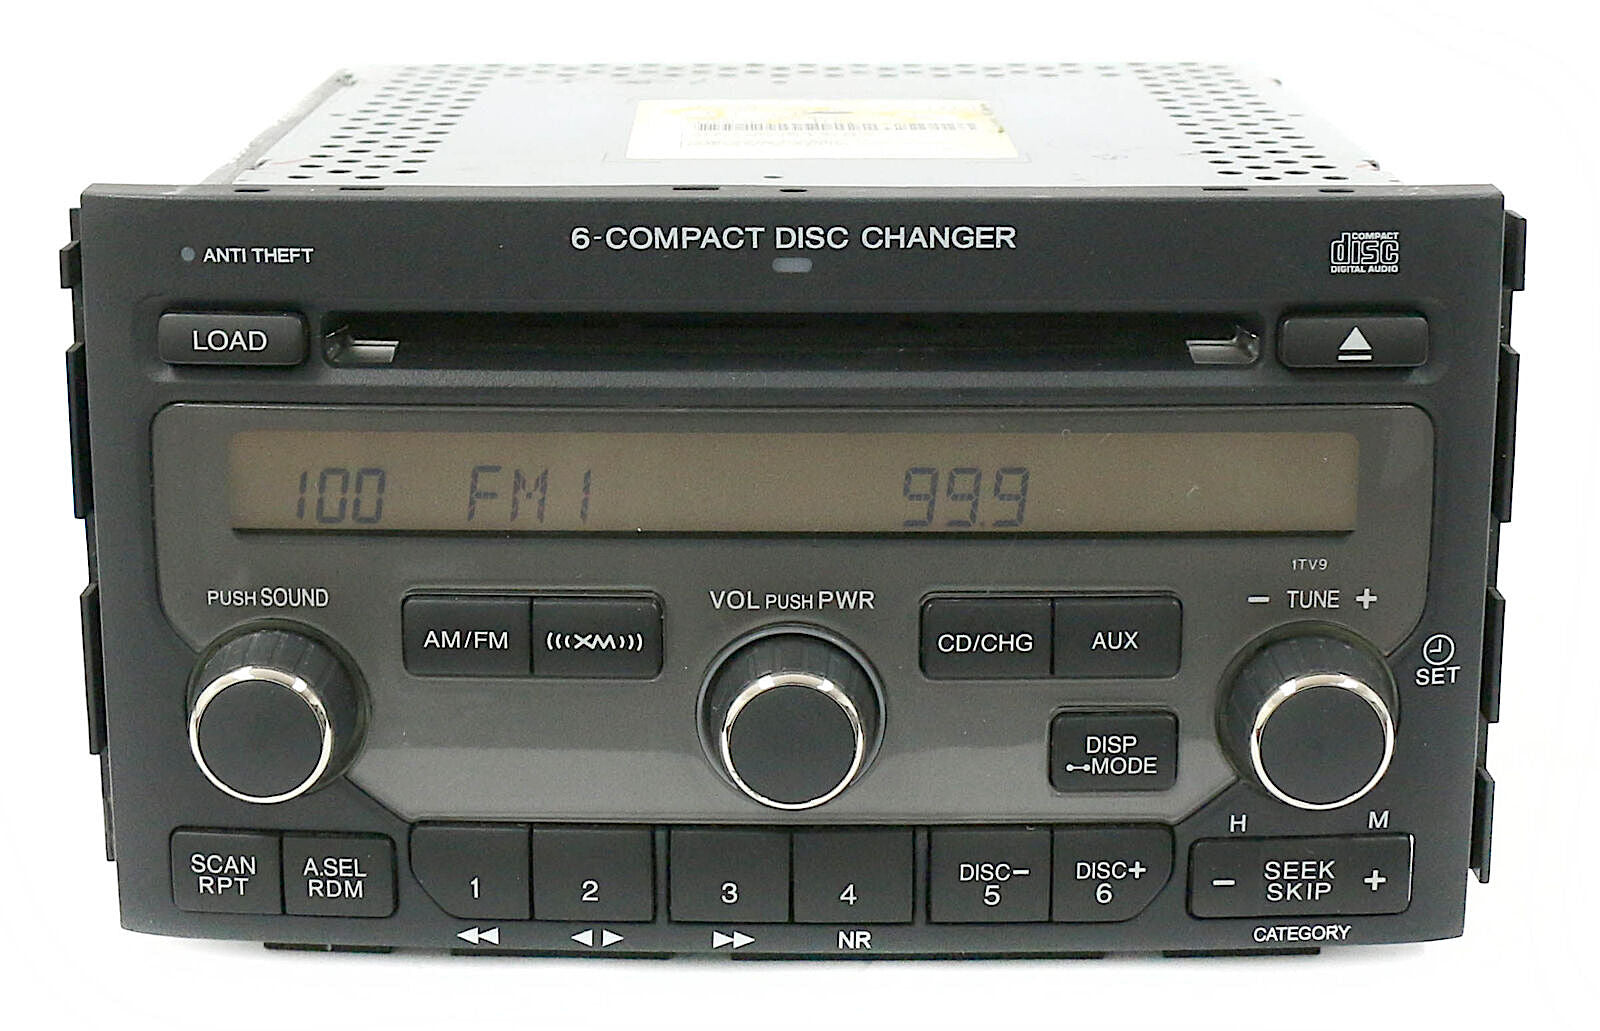 6-COMPACT DISC CHANGER
ANTI THEFT
COMPACT
disc
DIGITAL AUDIO
LOAD
100 FM1 99.9
1TV9
PUSH SOUND
VOL PUSH PWR
− TUNE +
AM/FM
(((XM)))
CD/CHG
AUX
SET
DISP
MODE
H
M
SCAN
RPT
A.SEL
RDM
1
2
3
4
DISC−
5
DISC+
6
− SEEK +
SKIP
NR
CATEGORY